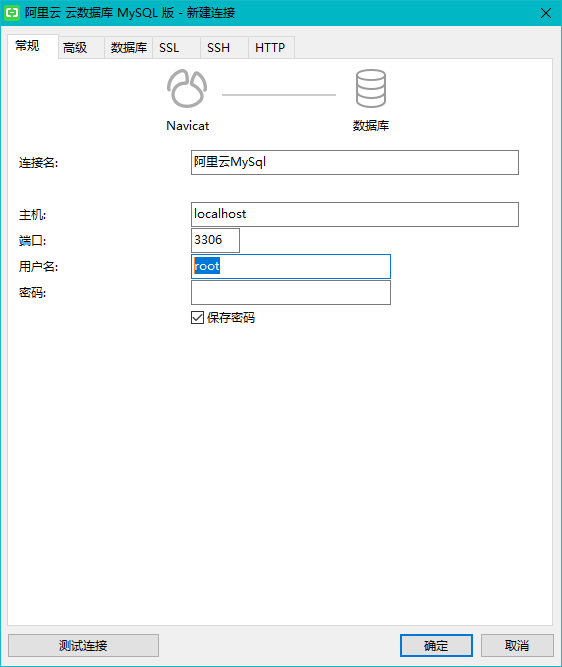 阿里云 云数据库 MySQL 版 - 新建连接
常规 高级 数据库 SSL SSH HTTP
Navicat 数据库
连接名: 阿里云MySql
主机: localhost
端口: 3306
用户名: root
密码:
保存密码
测试连接 确定 取消